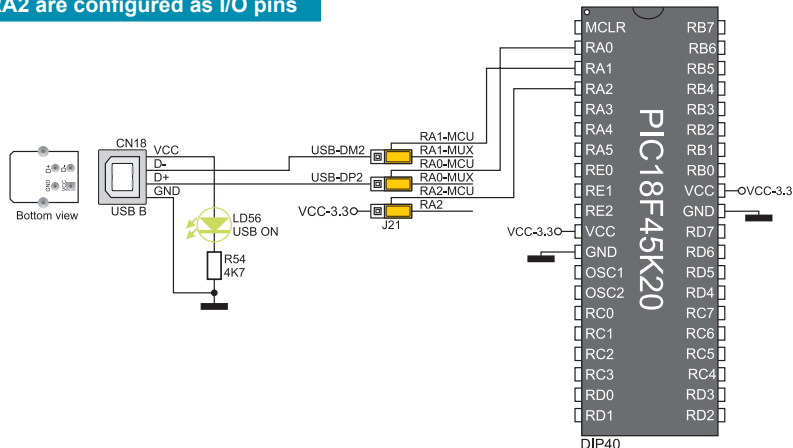 RA2 are configured as I/O pins
CN18
VCC
D-
D+
GND
USB B
D+
D-
GND
VCC
Bottom view
LD56
USB ON
R54
4K7
USB-DM2
USB-DP2
VCC-3.3
RA1-MCU
RA1-MUX
RA0-MCU
RA0-MUX
RA2-MCU
RA2
J21
MCLR
RA0
RA1
RA2
RA3
RA4
RA5
RE0
RE1
RE2
VCC
GND
OSC1
OSC2
RC0
RC1
RC2
RC3
RD0
RD1
VCC-3.3
PIC18F45K20
RB7
RB6
RB5
RB4
RB3
RB2
RB1
RB0
VCC
GND
RD7
RD6
RD5
RD4
RC7
RC6
RC5
RC4
RD3
RD2
VCC-3.3
DIP40